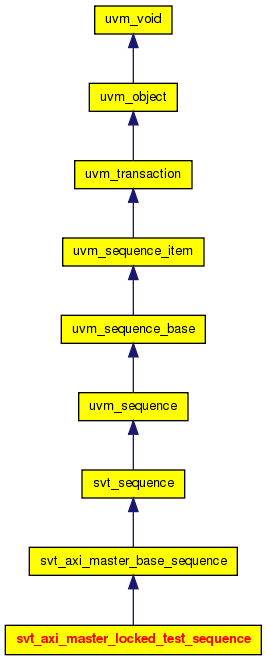 uvm_void
uvm_object
uvm_transaction
uvm_sequence_item
uvm_sequence_base
uvm_sequence
svt_sequence
svt_axi_master_base_sequence
svt_axi_master_locked_test_sequence